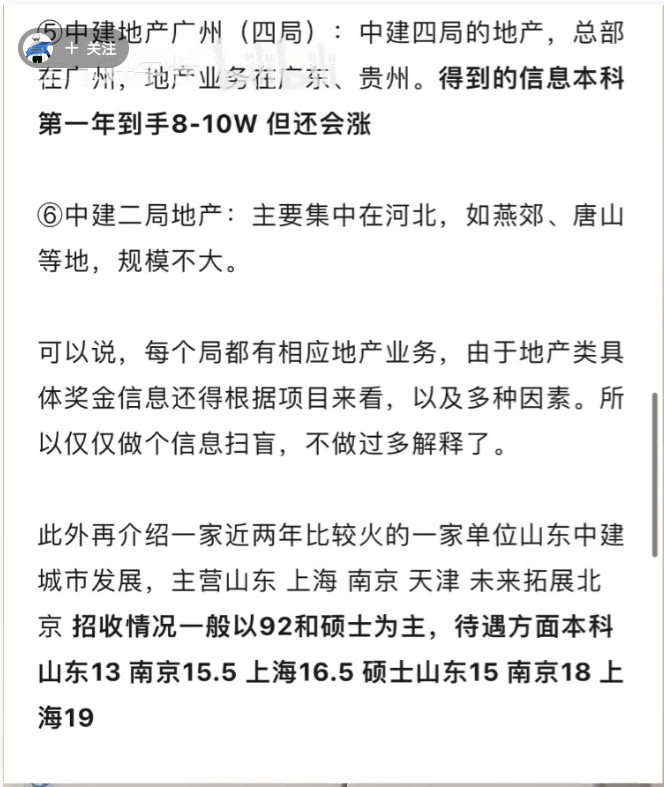 ⑤中建地产广州（四局）：中建四局的地产，总部
+ 关注
在广州，地产业务在广东、贵州。得到的信息本科
第一年到手8-10W 但还会涨
⑥中建二局地产：主要集中在河北，如燕郊、唐山
等地，规模不大。
可以说，每个局都有相应地产业务，由于地产类具
体奖金信息还得根据项目来看，以及多种因素。所
以仅仅做个信息扫盲，不做过多解释了。
此外再介绍一家近两年比较火的一家单位山东中建
城市发展，主营山东 上海 南京 天津 未来拓展北
京 招收情况一般以92和硕士为主，待遇方面本科
山东13 南京15.5 上海16.5 硕士山东15 南京18 上
海19